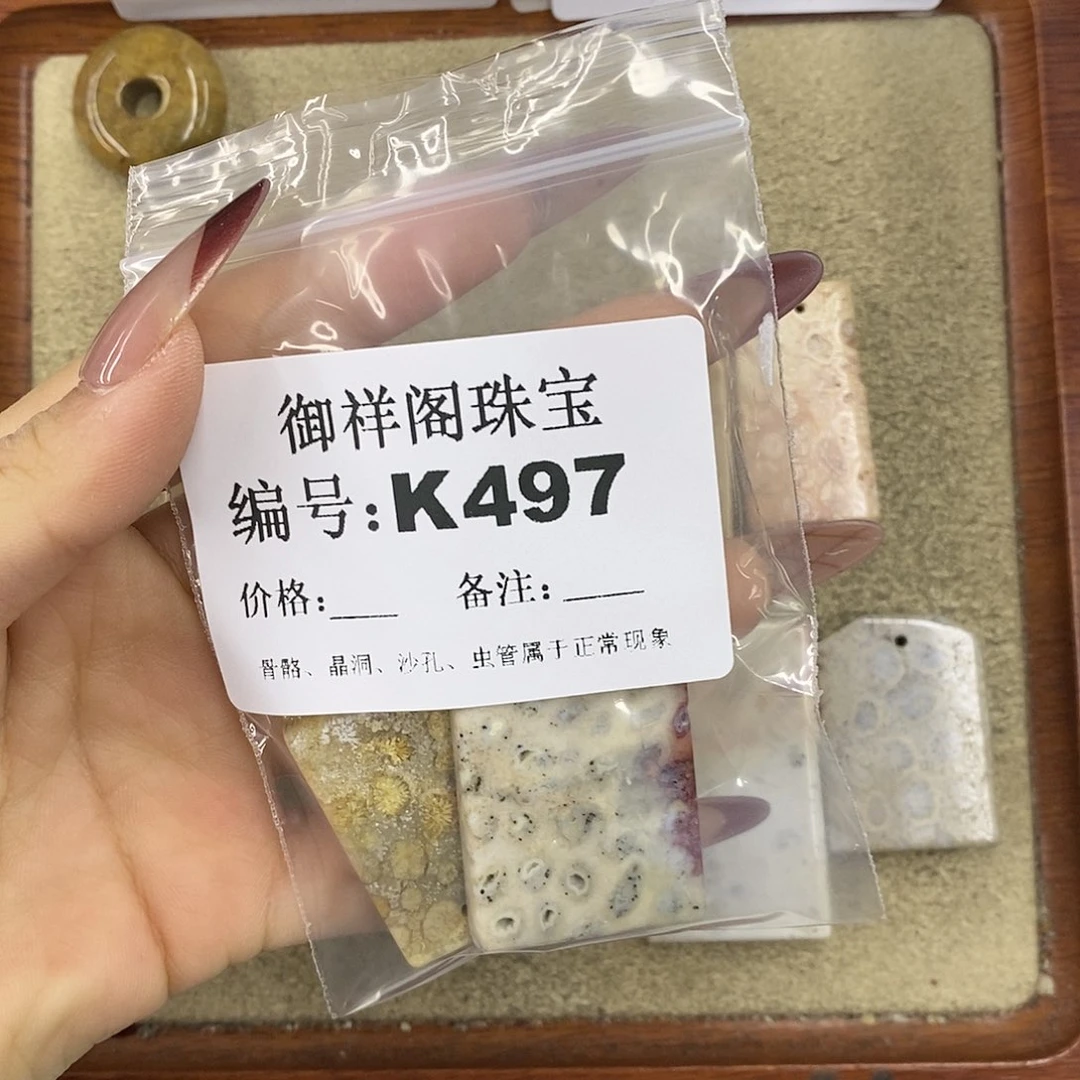 御祥阁珠宝
编号:K497
价格:___ 备注:____
骨骼、晶洞、沙孔、虫管属于正常现象